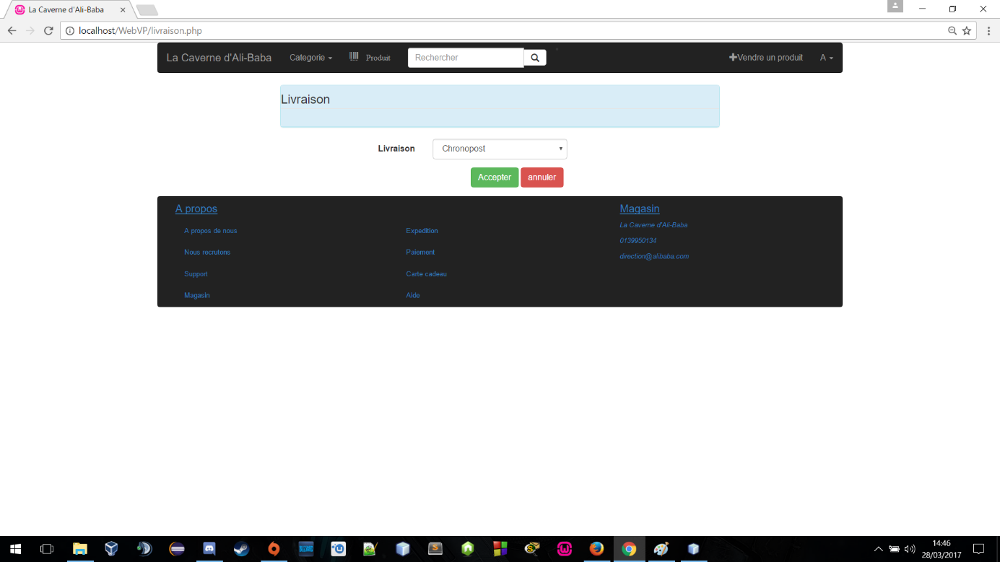 La Caverne d'Ali-Baba
localhost/WebVP/livraison.php
La Caverne d'Ali-Baba Categorie Produit Rechercher Vendre un produit A
Livraison
Livraison Chronopost
Accepter annuler
A propos
A propos de nous
Nous recrutons
Support
Magasin
Expedition
Paiement
Carte cadeau
Aide
Magasin
La Caverne d'Ali-Baba
0139950134
direction@alibaba.com
14:46
28/03/2017